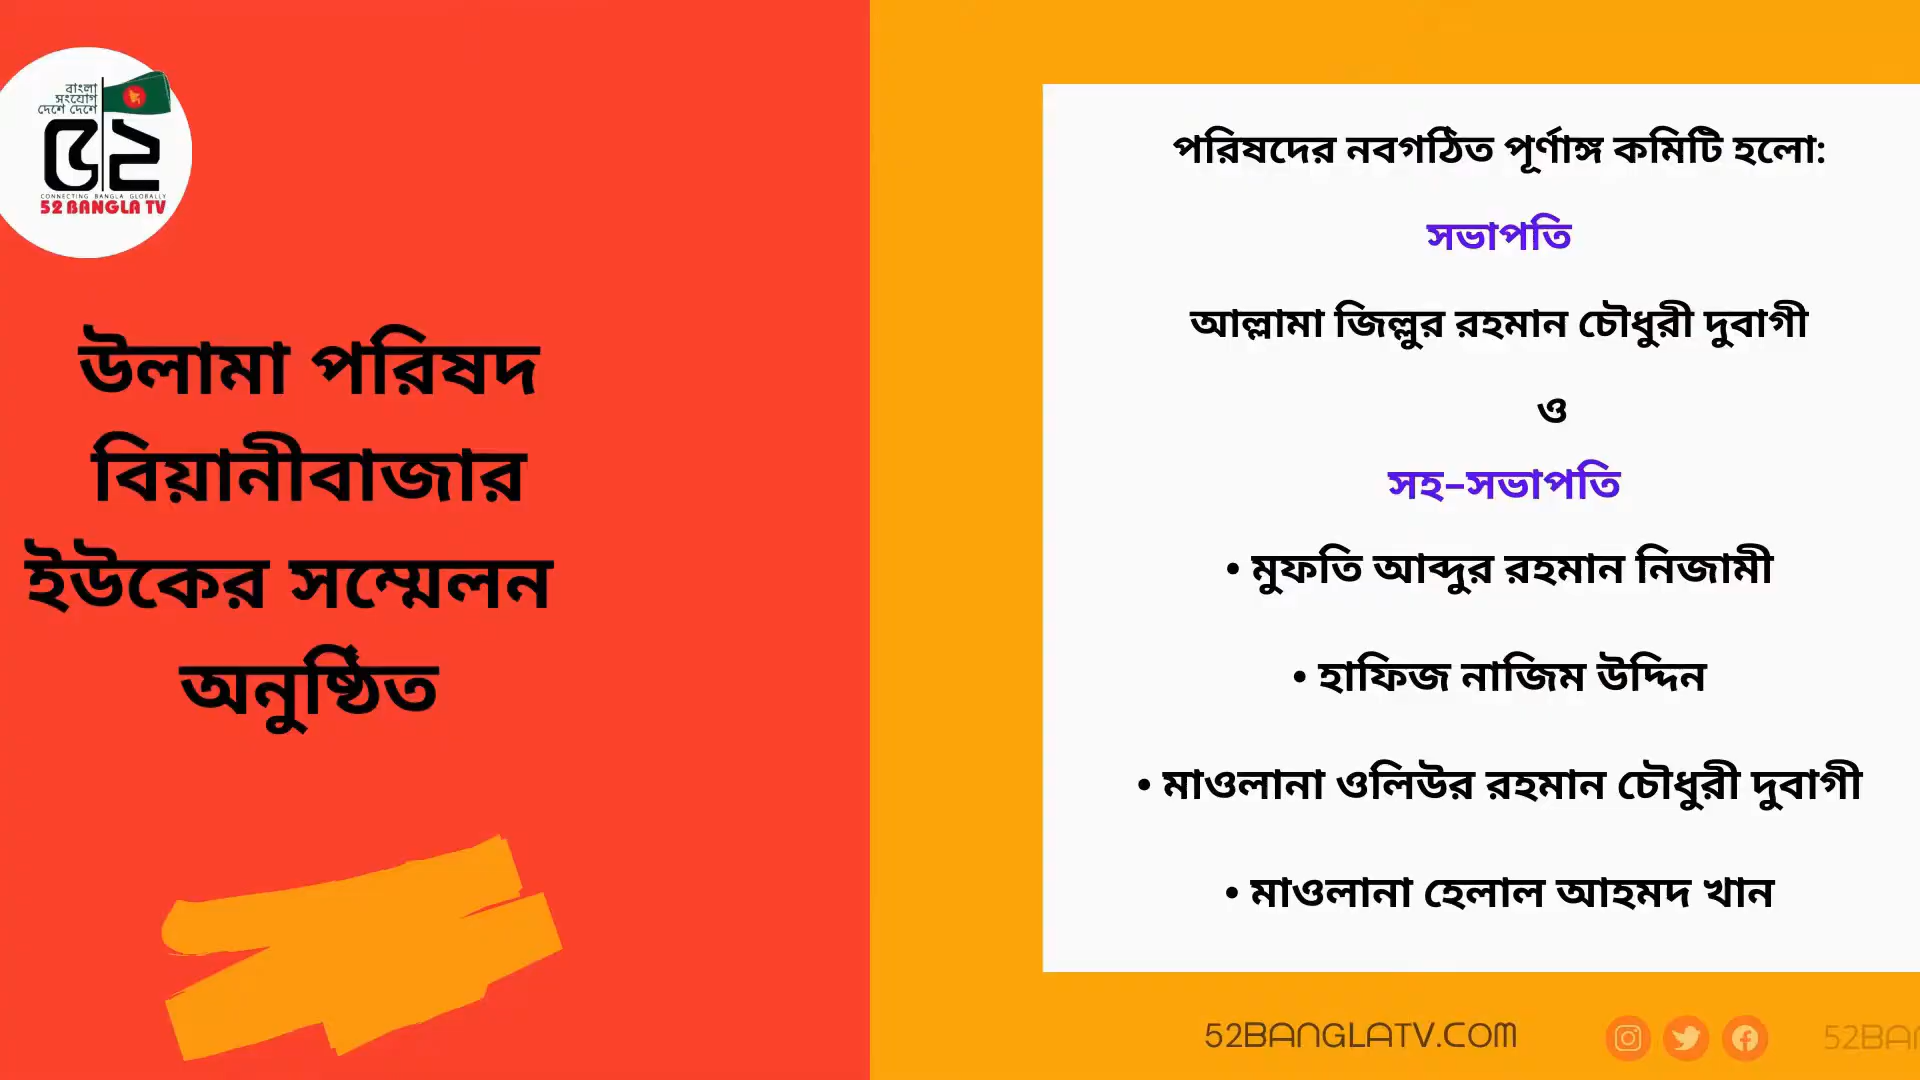 বাংলা
সংযোগ
দেশে দেশে
৫২
CONNECTING BANGLA GLOBALLY
52 BANGLA TV
উলামা পরিষদ
বিয়ানীবাজার
ইউকের সম্মেলন
অনুষ্ঠিত
পরিষদের নবগঠিত পূর্ণাঙ্গ কমিটি হলো:
সভাপতি
আল্লামা জিল্লুর রহমান চৌধুরী দুবাগী
ও
সহ-সভাপতি
• মুফতি আব্দুর রহমান নিজামী
• হাফিজ নাজিম উদ্দিন
• মাওলানা ওলিউর রহমান চৌধুরী দুবাগী
• মাওলানা হেলাল আহমদ খান
52BANGLATV.COM
52BAN